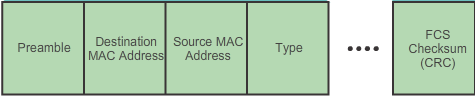 Preamble
Destination
MAC Address
Source MAC
Address
Type
FCS
Checksum
(CRC)